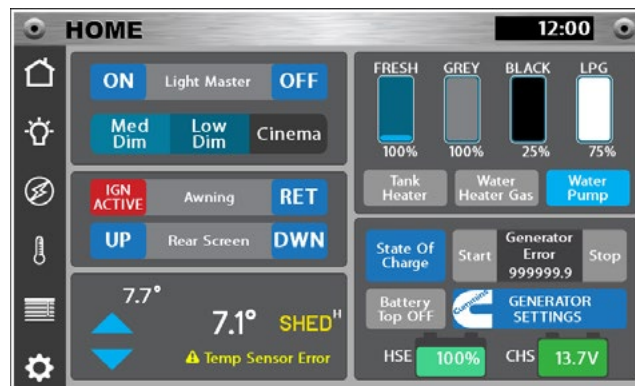 HOME
12:00
ON Light Master OFF
Med Dim
Low Dim
Cinema
IGN ACTIVE
Awning
RET
UP Rear Screen DWN
7.7°
7.1° SHED H
Temp Sensor Error
FRESH GREY BLACK LPG
100% 100% 25% 75%
Tank Heater
Water Heater Gas
Water Pump
State Of Charge
Start
Generator Error
999999.9
Stop
Battery Top OFF
Cummins
GENERATOR SETTINGS
HSE 100% CHS 13.7V